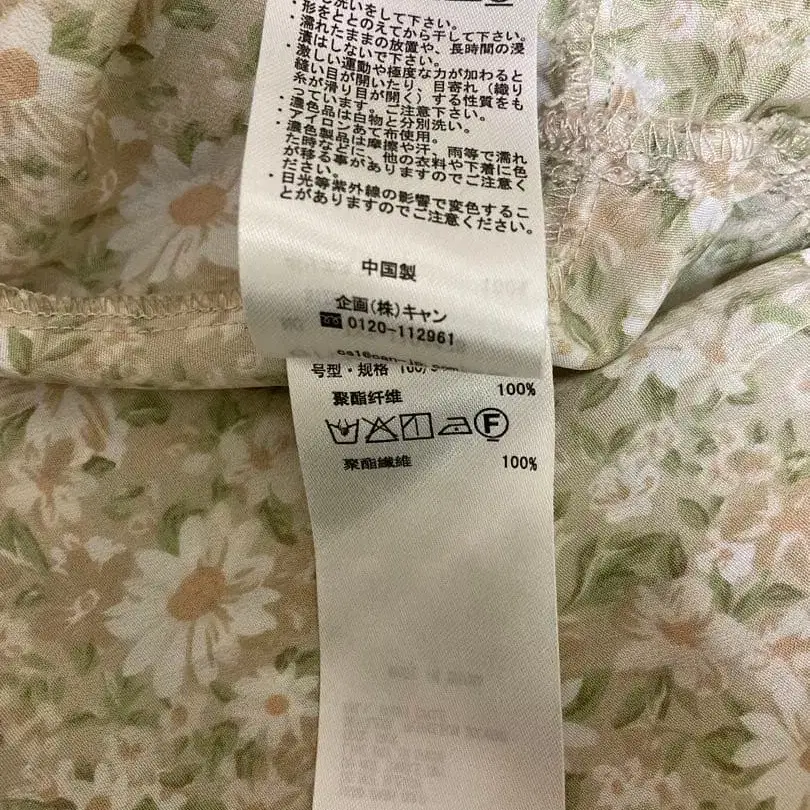 洗いをして下さい。
・形をととのえてから干して下さい。
・濡れたままの放置や、長時間の浸
漬はしないで下さい。
・激しい運動や極度な力が加わると
縫い目が開いたり、目寄れ（織り
糸が滑り目が開く）する性質をも
っています。ご注意下さい。
・濃色品は白物と分別洗い。
・アイロンあて布使用。
・濃色製品は摩擦や汗、雨等で濡れ
た時などに、他の衣料や下着に色
が移る事がありますのでご注意く
ださい。
・日光等紫外線の影響で変色するこ
とがありますのでご注意ください。
中国製
企画(株)キャン
0120-112961
号型・规格
聚酯纤维 100%
F
聚酯纖維 100%